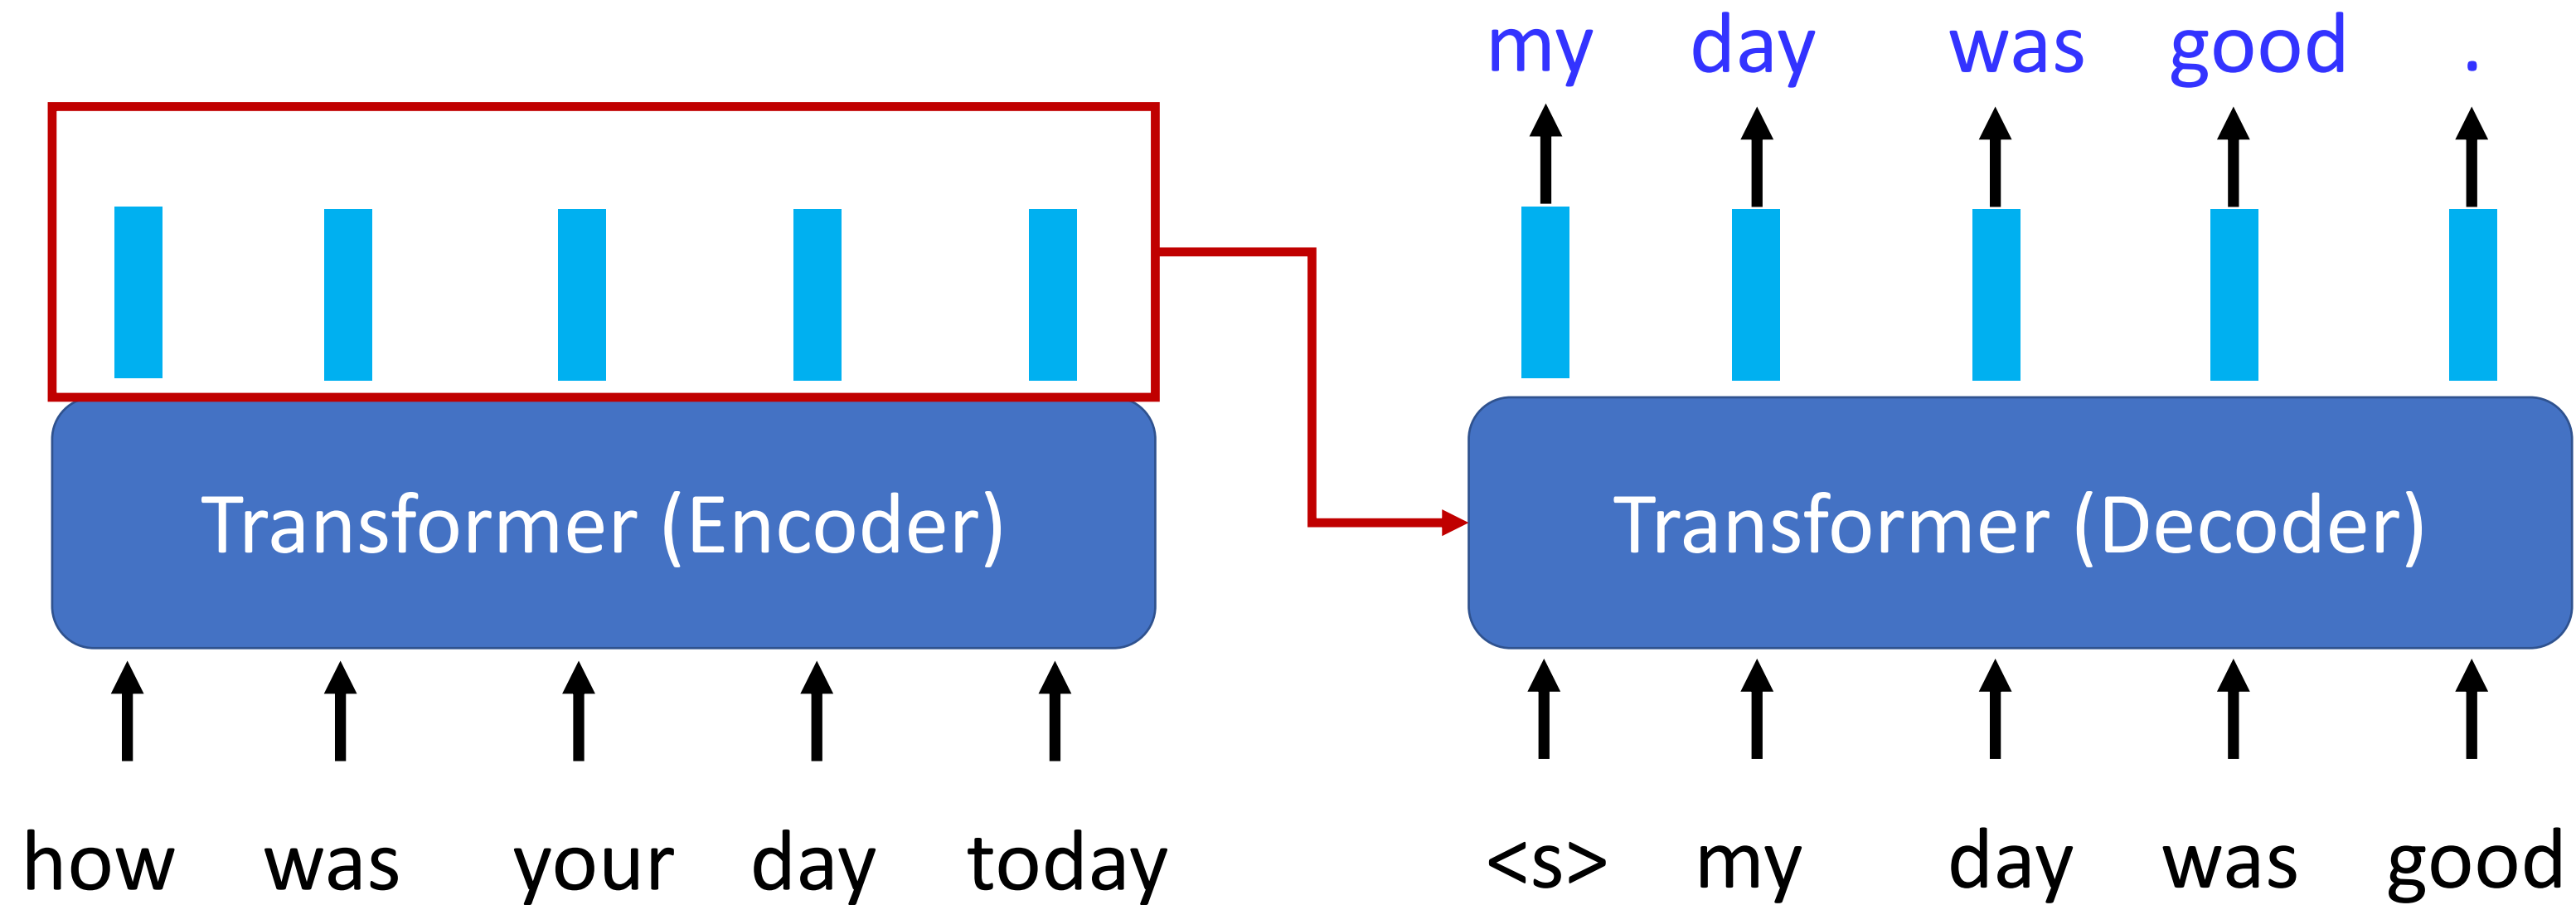 my day was good .
Transformer (Encoder) Transformer (Decoder)
how was your day today <s> my day was good